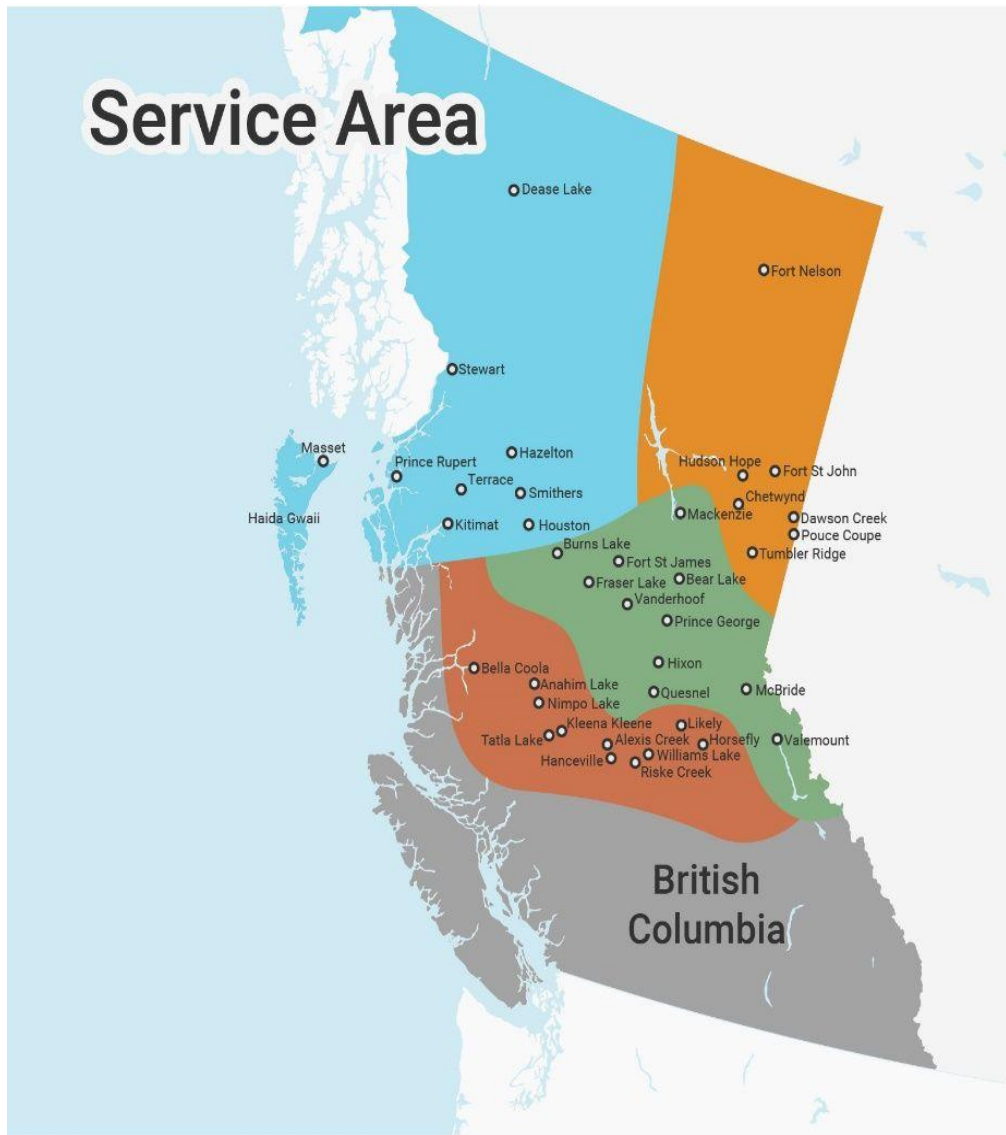 Service Area
Dease Lake
Fort Nelson
Stewart
Masset
Hazelton
Prince Rupert
Hudson Hope
Fort St John
Terrace
Smithers
Chetwynd
Haida Gwaii
Kitimat
Houston
Mackenzie
Dawson Creek
Pouce Coupe
Burns Lake
Tumbler Ridge
Fort St James
Fraser Lake
Bear Lake
Vanderhoof
Prince George
Hixon
Bella Coola
Anahim Lake
Quesnel
McBride
Nimpo Lake
Kleena Kleene
Likely
Tatla Lake
Alexis Creek
Horsefly
Valemount
Hanceville
Williams Lake
Riske Creek
British
Columbia